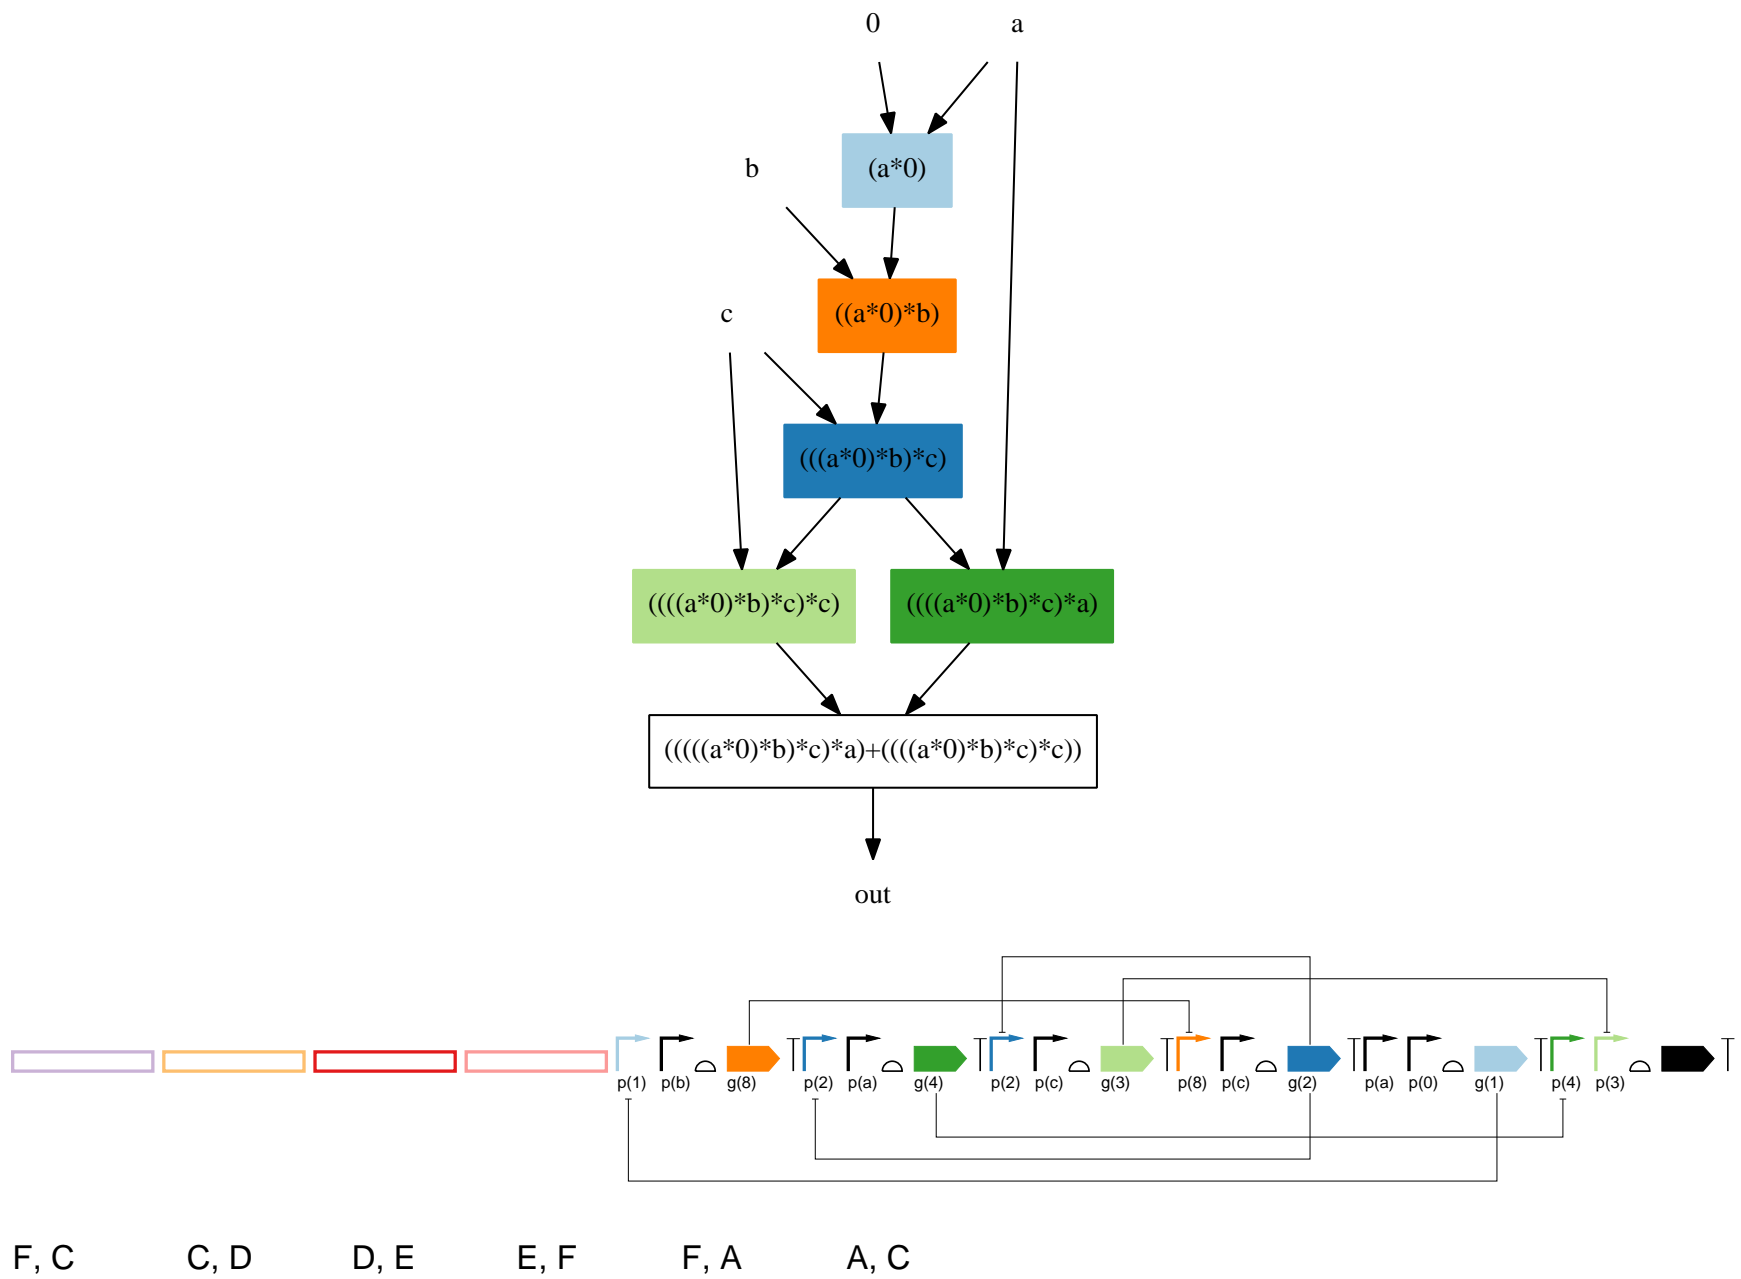 0 a
b (a*0)
c ((a*0)*b)
(((a*0)*b)*c)
((((a*0)*b)*c)*c) ((((a*0)*b)*c)*a)
(((((a*0)*b)*c)*a)+((((a*0)*b)*c)*c))
out
p(1) p(b) g(8) p(2) p(a) g(4) p(2) p(c) g(3) p(8) p(c) g(2) p(a) p(0) g(1) p(4) p(3)
F, C C, D D, E E, F F, A A, C